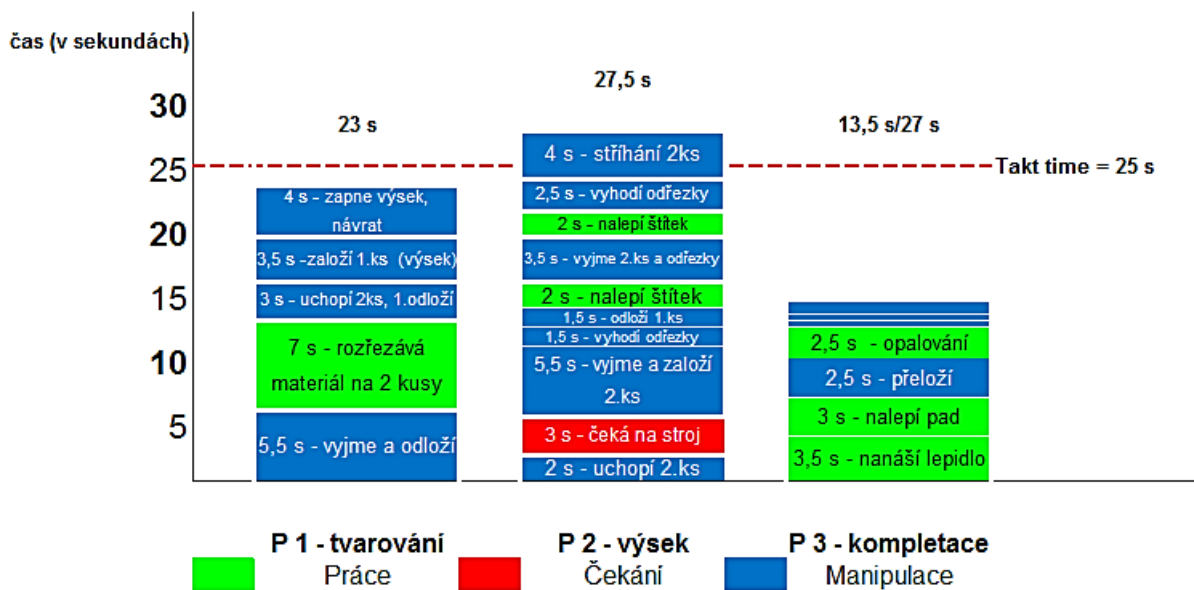 čas (v sekundách)
30
25
20
15
10
5
23 s
4 s - zapne výsek,
návrat
3,5 s -založí 1.ks (výsek)
3 s - uchopí 2ks, 1.odloží
7 s - rozřezává
materiál na 2 kusy
5,5 s - vyjme a odloží
27,5 s
4 s - stříhání 2ks
2,5 s - vyhodí odřezky
2 s - nalepí štítek
3,5 s - vyjme 2.ks a odřezky
2 s - nalepí štítek
1,5 s - odloží 1.ks
1,5 s - vyhodí odřezky
5,5 s - vyjme a založí
2.ks
3 s - čeká na stroj
2 s - uchopí 2.ks
13,5 s/27 s
Takt time = 25 s
2,5 s - opalování
2,5 s - přeloží
3 s - nalepí pad
3,5 s - nanáší lepidlo
P 1 - tvarování
P 2 - výsek
P 3 - kompletace
Práce
Čekání
Manipulace